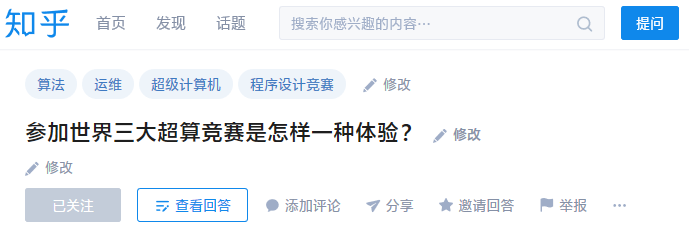 知乎 首页 发现 话题 搜索你感兴趣的内容… 提问
算法 运维 超级计算机 程序设计竞赛 修改
参加世界三大超算竞赛是怎样一种体验？ 修改
修改
已关注 查看回答 添加评论 分享 邀请回答 举报 …